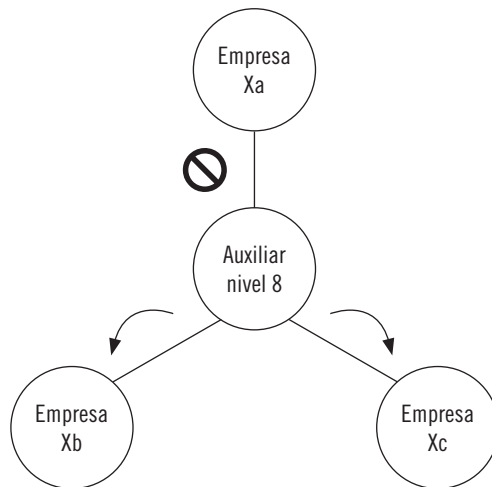 Empresa
Xa
Auxiliar
nivel 8
Empresa
Xb
Empresa
Xc